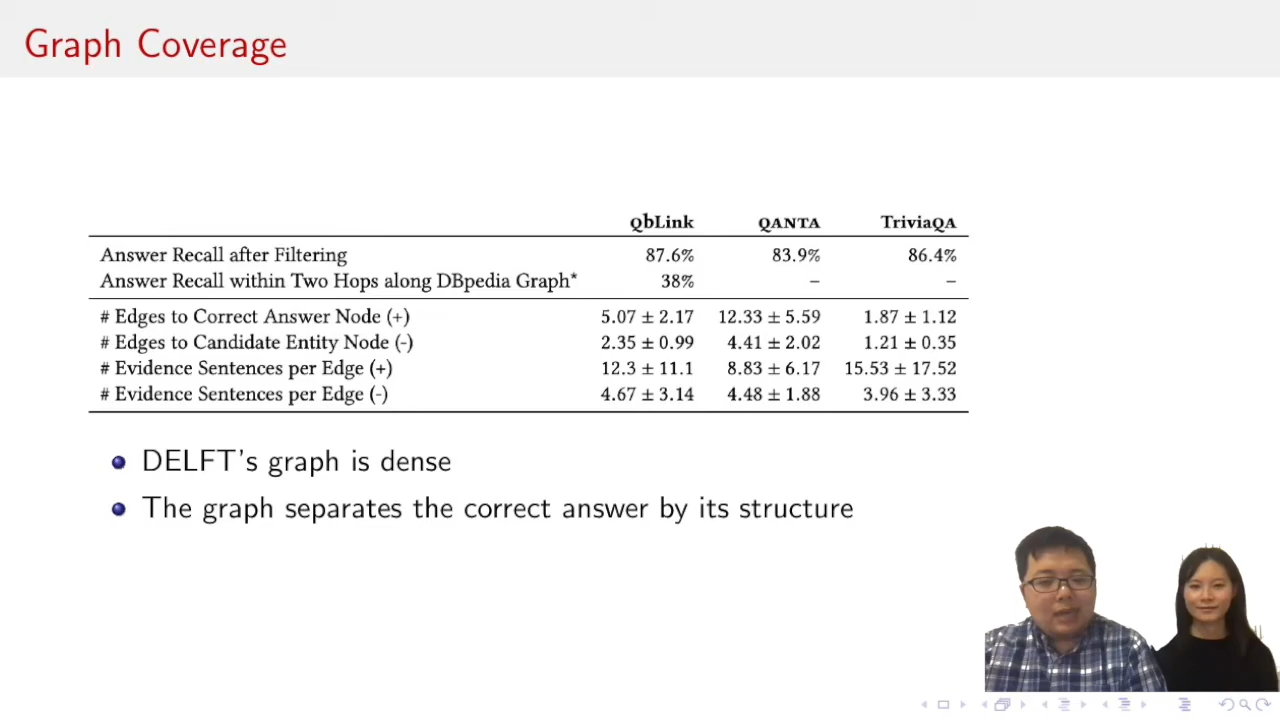 Graph Coverage
QbLink QANTA TriviaQA
Answer Recall after Filtering 87.6% 83.9% 86.4%
Answer Recall within Two Hops along DBpedia Graph* 38% – –
# Edges to Correct Answer Node (+) 5.07 ± 2.17 12.33 ± 5.59 1.87 ± 1.12
# Edges to Candidate Entity Node (-) 2.35 ± 0.99 4.41 ± 2.02 1.21 ± 0.35
# Evidence Sentences per Edge (+) 12.3 ± 11.1 8.83 ± 6.17 15.53 ± 17.52
# Evidence Sentences per Edge (-) 4.67 ± 3.14 4.48 ± 1.88 3.96 ± 3.33
DELFT's graph is dense
The graph separates the correct answer by its structure